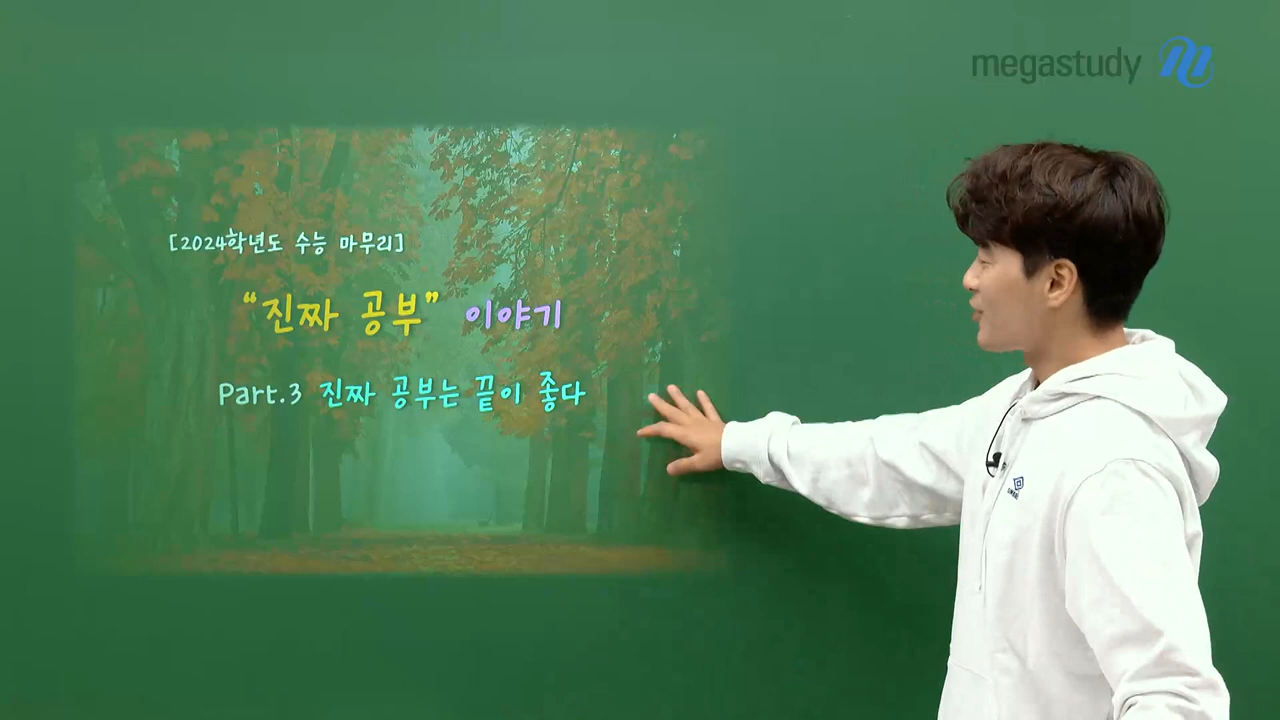 megastudy
[2024학년도 수능 마무리]
“진짜 공부” 이야기
Part.3 진짜 공부는 끝이 좋다